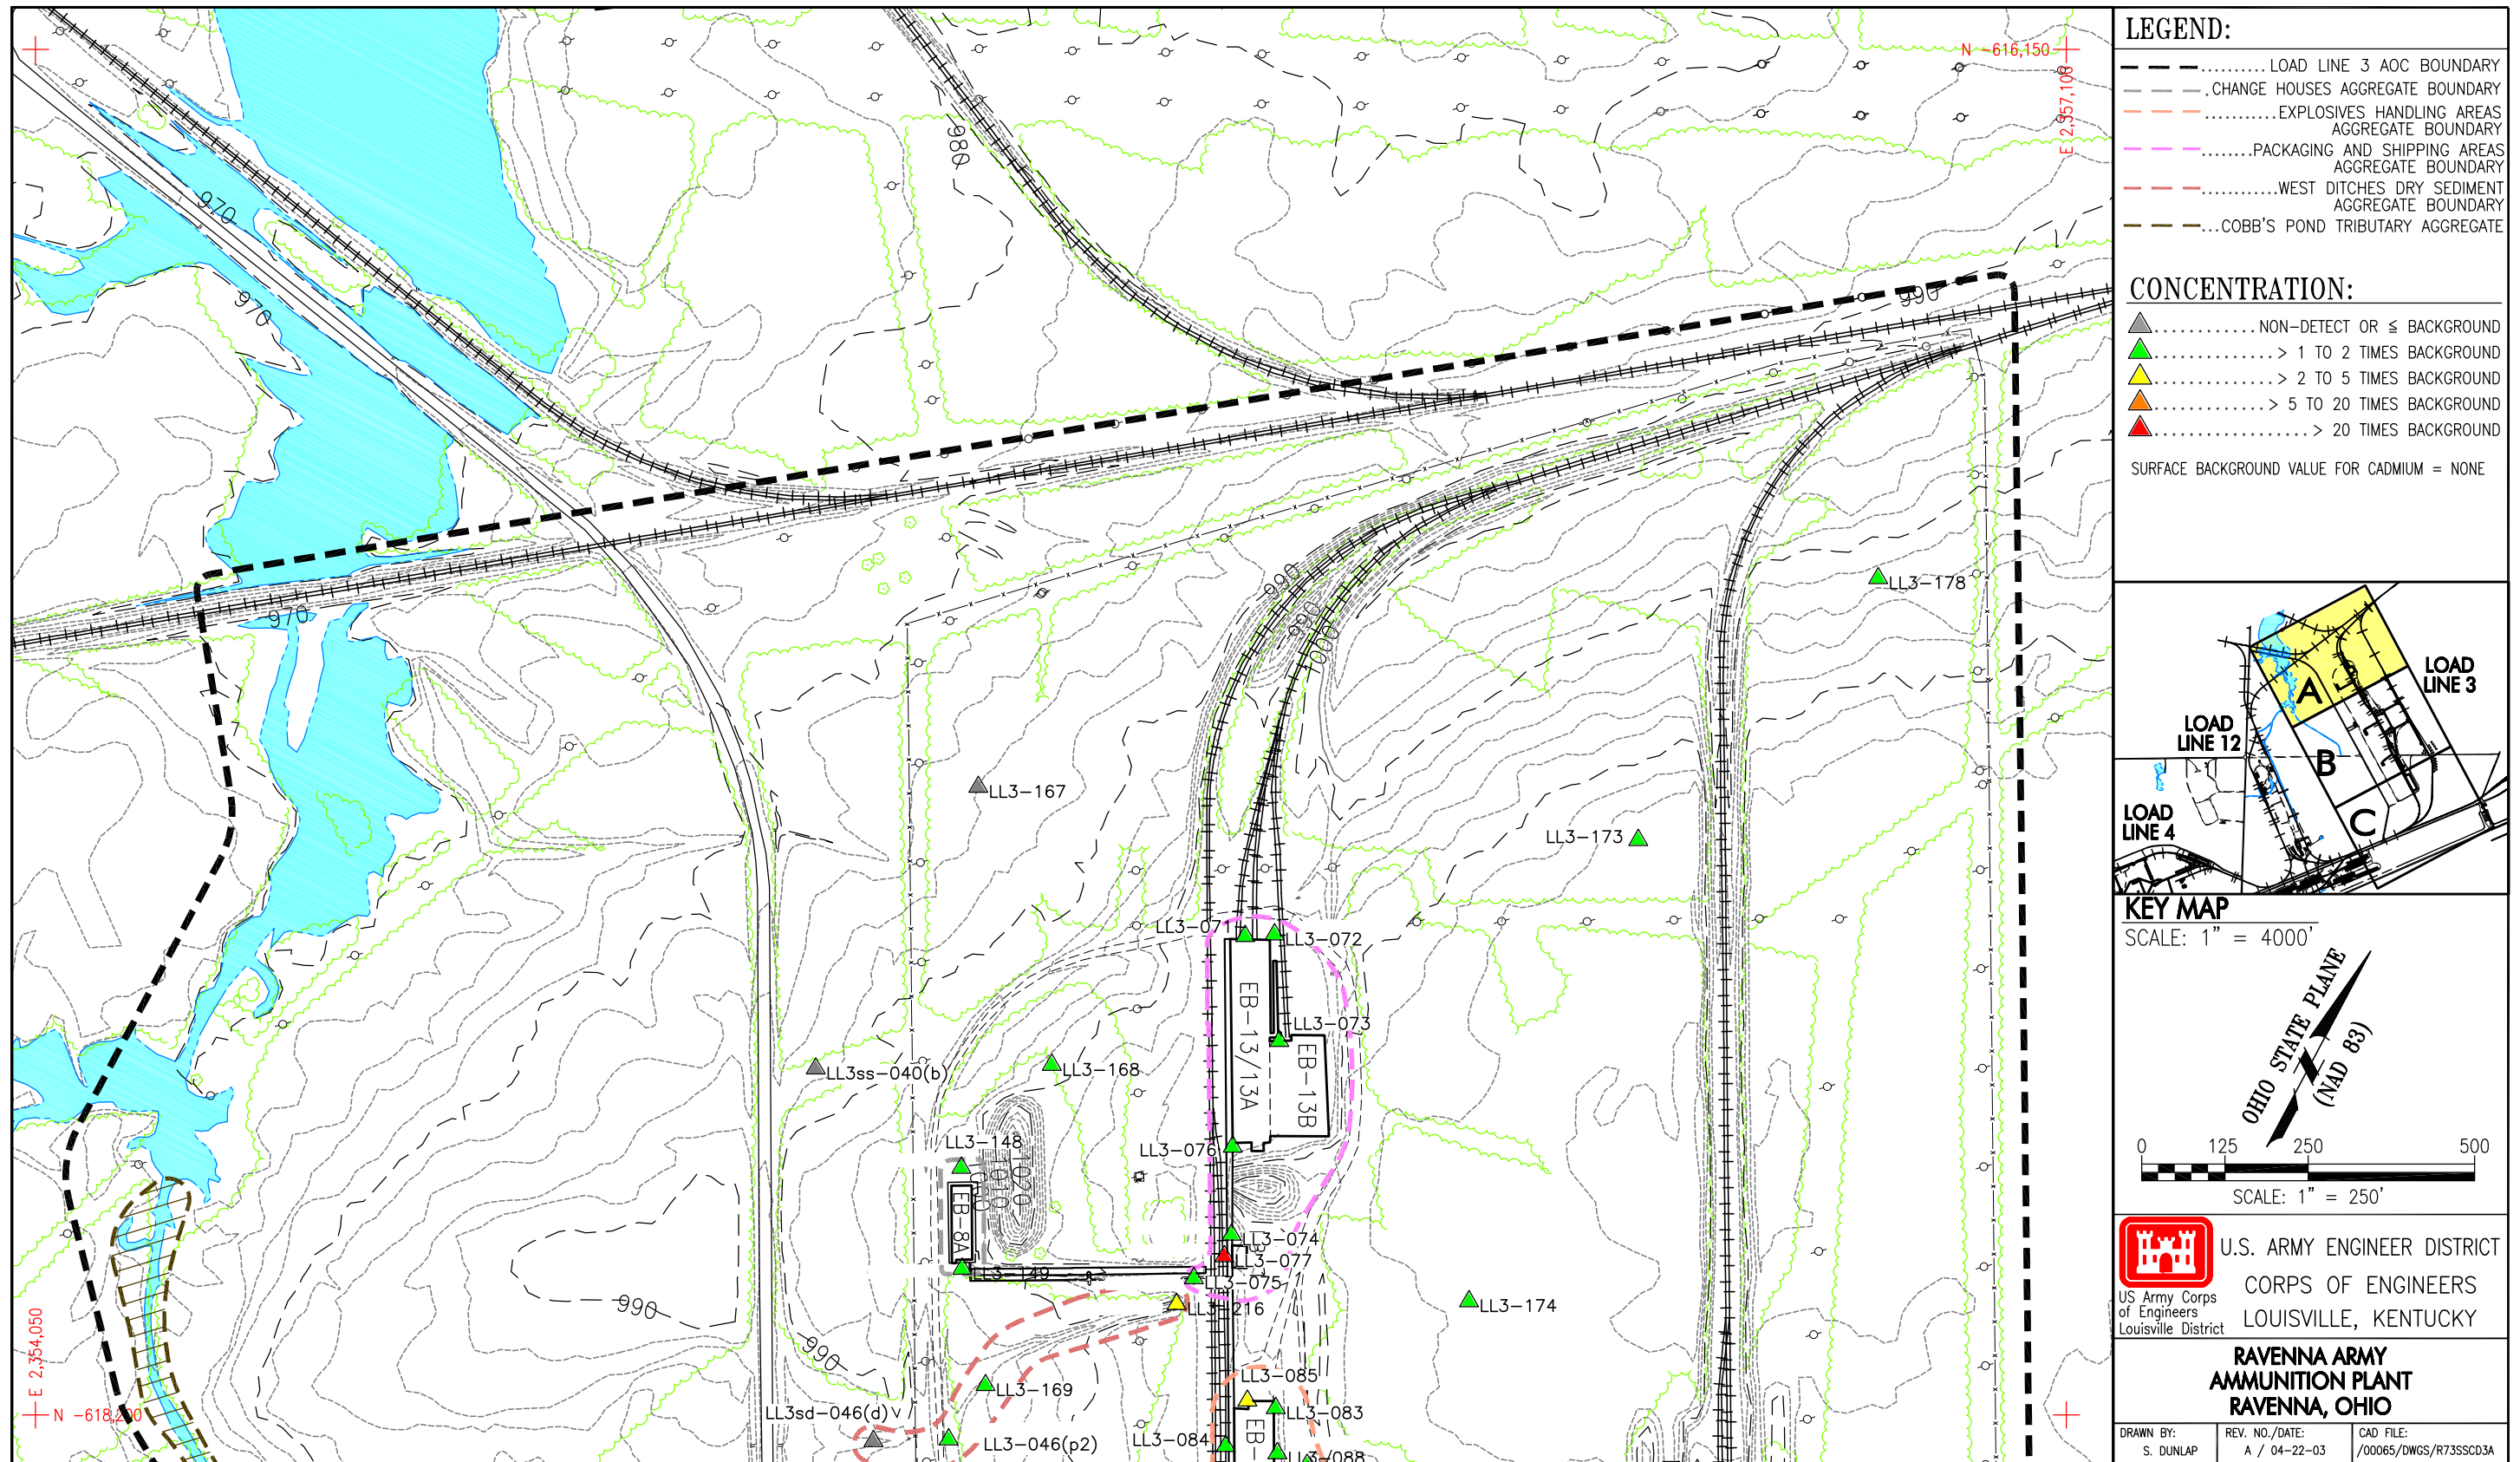 N -616,150
E 2,357,100
980
970
970
990
970
990
990
1000
LL3-178
LL3-167
LL3-173
LL3-071
LL3-072
EB-13/13A
LL3-073
EB-13B
LL3ss-040(b)
LL3-168
LL3-148
LL3-076
1020
1010
EB-8A
LL3-074
LL3-077
LL3-149
LL3-075
LL3-216
LL3-174
990
990
LL3-085
LL3-169
LL3sd-046(d)
LL3-083
LL3-046(p2)
LL3-084
EB-
LL3-088
E 2,354,050
N -618,200
LEGEND:
LOAD LINE 3 AOC BOUNDARY
CHANGE HOUSES AGGREGATE BOUNDARY
EXPLOSIVES HANDLING AREAS
AGGREGATE BOUNDARY
PACKAGING AND SHIPPING AREAS
AGGREGATE BOUNDARY
WEST DITCHES DRY SEDIMENT
AGGREGATE BOUNDARY
COBB'S POND TRIBUTARY AGGREGATE
CONCENTRATION:
NON-DETECT OR ≤ BACKGROUND
> 1 TO 2 TIMES BACKGROUND
> 2 TO 5 TIMES BACKGROUND
> 5 TO 20 TIMES BACKGROUND
> 20 TIMES BACKGROUND
SURFACE BACKGROUND VALUE FOR CADMIUM = NONE
LOAD
LINE 3
A
LOAD
LINE 12
B
LOAD
LINE 4
C
KEY MAP
SCALE: 1" = 4000'
OHIO STATE PLANE
(NAD 83)
0 125 250 500
SCALE: 1" = 250'
US Army Corps
of Engineers
Louisville District
U.S. ARMY ENGINEER DISTRICT
CORPS OF ENGINEERS
LOUISVILLE, KENTUCKY
RAVENNA ARMY
AMMUNITION PLANT
RAVENNA, OHIO
DRAWN BY:
S. DUNLAP
REV. NO./DATE:
A / 04-22-03
CAD FILE:
/00065/DWGS/R73SSCD3A